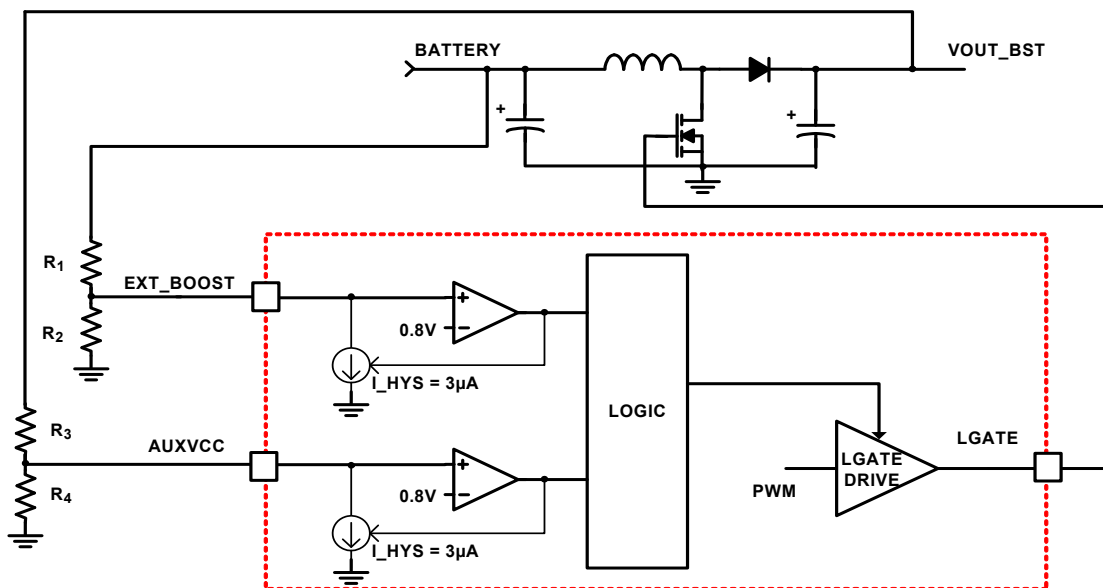 BATTERY
VOUT_BST
+
+
R1
EXT_BOOST
R2
+
0.8V
−
I_HYS = 3µA
LOGIC
R3
AUXVCC
R4
+
0.8V
−
I_HYS = 3µA
PWM
LGATE
DRIVE
LGATE